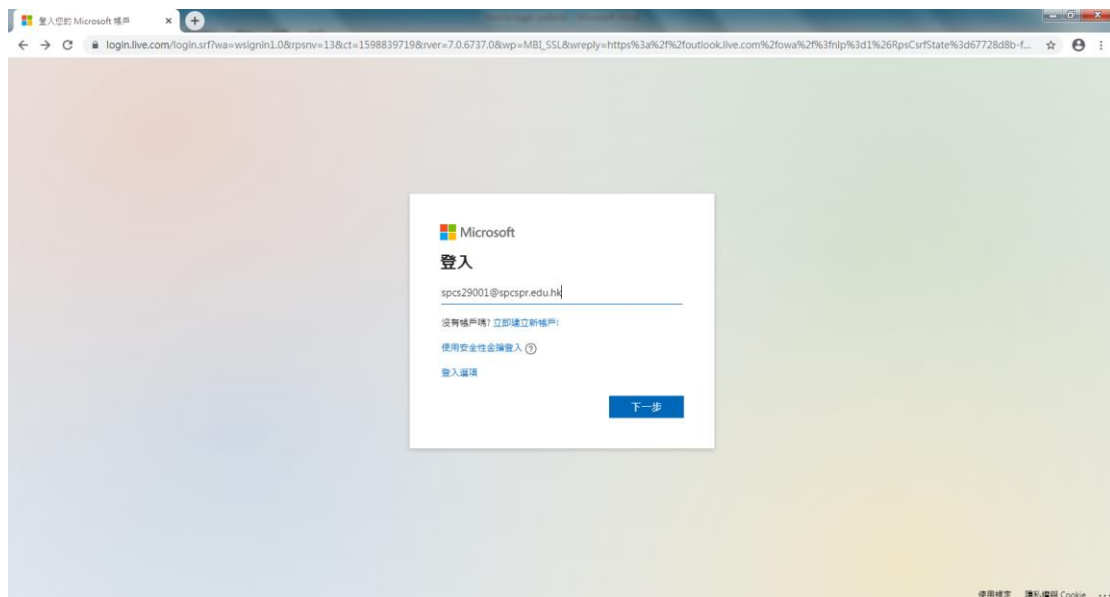 登入您的 Microsoft 帳戶
login.live.com/login.srf?wa=wsignin1.0&rpsnv=13&ct=1598839719&rver=7.0.6737.0&wp=MBI_SSL&wreply=https%3a%2f%2foutlook.live.com%2fowa%2f%3fnlp%3d1%26RpsCsrfState%3d67728d8b-f...
Microsoft
登入
spcs29001@spcspr.edu.hk
沒有帳戶嗎? 立即建立新帳戶!
使用安全性金鑰登入
登入選項
下一步
使用規定 隱私權與 Cookie ...